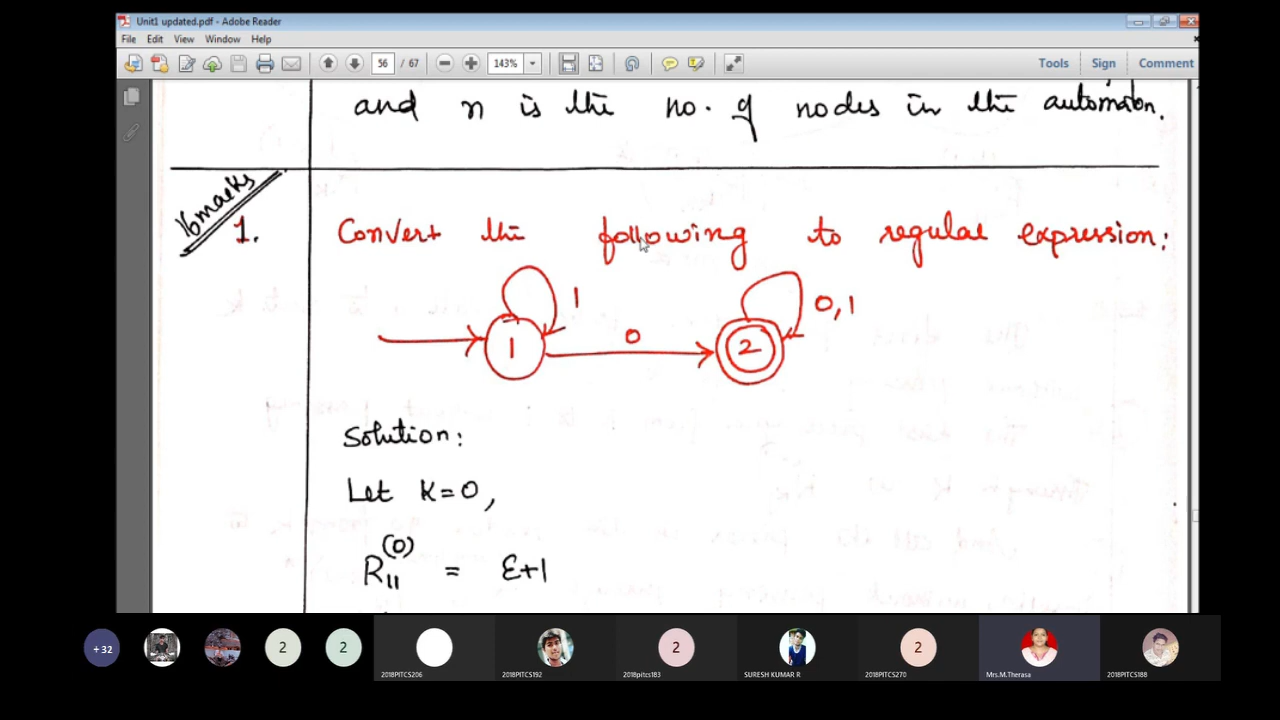 Unit1 updated.pdf - Adobe Reader
File Edit View Window Help
56 / 67 143% Tools Sign Comment
and n is the no. of nodes in the automaton.
16marks
1. Convert the following to regular expression:
1
0,1
0
1 2
Solution:
Let K=0,
R11(0) = ε+1
+32 2 2 2 2
2018PITCS206 2018PITCS192 2018pitcs183 SURESH KUMAR R 2018PITCS270 Mrs.M.Therasa 2018PITCS188